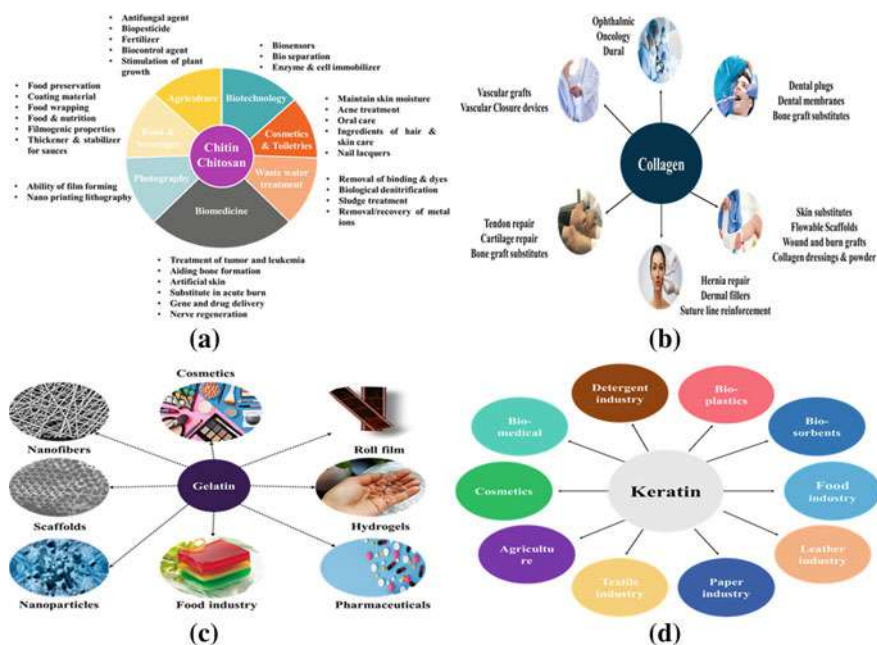 Antifungal agent
Biopesticide
Fertilizer
Biocontrol agent
Stimulation of plant
growth
Biosensors
Bio separation
Enzyme & cell immobilizer
Food preservation
Coating material
Food wrapping
Food & nutrition
Filmogenic properties
Thickener & stabilizer
for sauces
Maintain skin moisture
Acne treatment
Oral care
Ingredients of hair &
skin care
Nail lacquers
Ability of film forming
Nano printing lithography
Removal of binding & dyes
Biological denitrification
Sludge treatment
Removal/recovery of metal
ions
Agriculture
Biotechnology
Food &
Cosmetics
& Toiletries
Chitin
Chitosan
Photography
Waste water
treatment
Biomedicine
Treatment of tumor and leukemia
Aiding bone formation
Artificial skin
Substitute in acute burn
Gene and drug delivery
Nerve regeneration
(a)
Ophthalmic
Oncology
Dural
Vascular grafts
Vascular Closure devices
Dental plugs
Dental membranes
Bone graft substitutes
Collagen
Tendon repair
Cartilage repair
Bone graft substitutes
Skin substitutes
Flowable Scaffolds
Wound and burn grafts
Collagen dressings & powder
Hernia repair
Dermal fillers
Suture line reinforcement
(b)
Cosmetics
Nanofibers
Roll film
Gelatin
Scaffolds
Hydrogels
Nanoparticles
Food industry
Pharmaceuticals
(c)
Detergent
industry
Bio-
plastics
Bio-
medical
Bio-
sorbents
Cosmetics
Keratin
Food
industry
Agricultu
re
Leather
industry
Textile
industry
Paper
industry
(d)